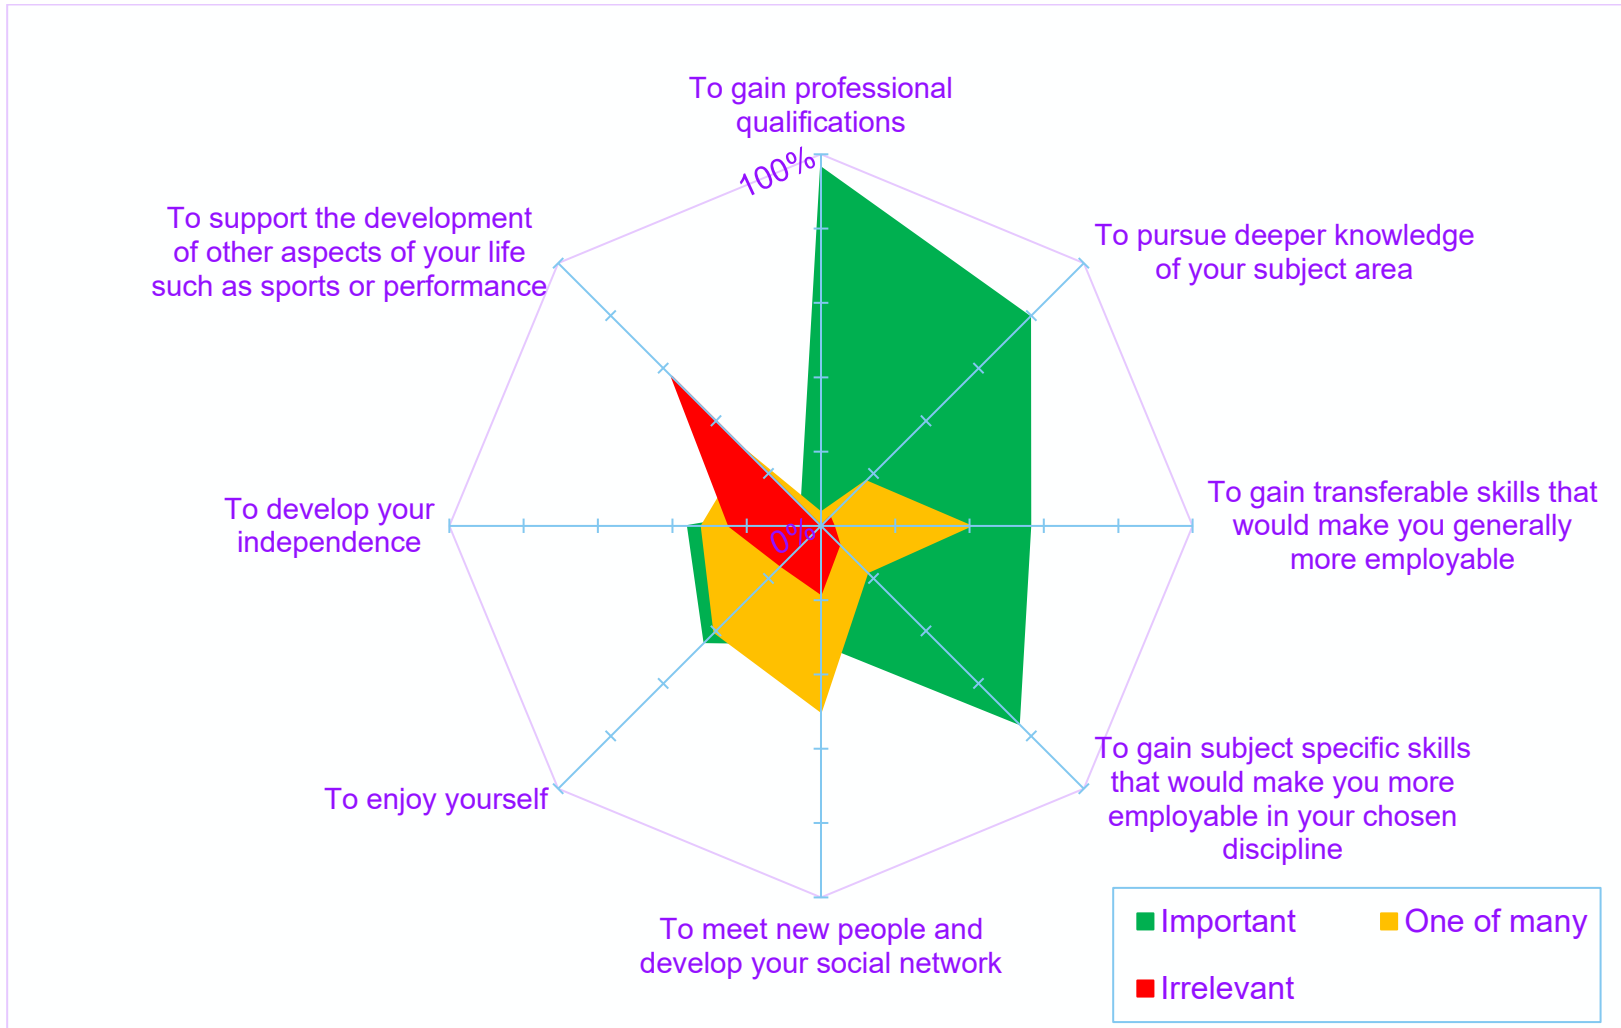 To gain professional
qualifications
100%
To support the development
of other aspects of your life
such as sports or performance
To pursue deeper knowledge
of your subject area
To develop your
independence
0%
To gain transferable skills that
would make you generally
more employable
To enjoy yourself
To gain subject specific skills
that would make you more
employable in your chosen
discipline
To meet new people and
develop your social network
Important
One of many
Irrelevant